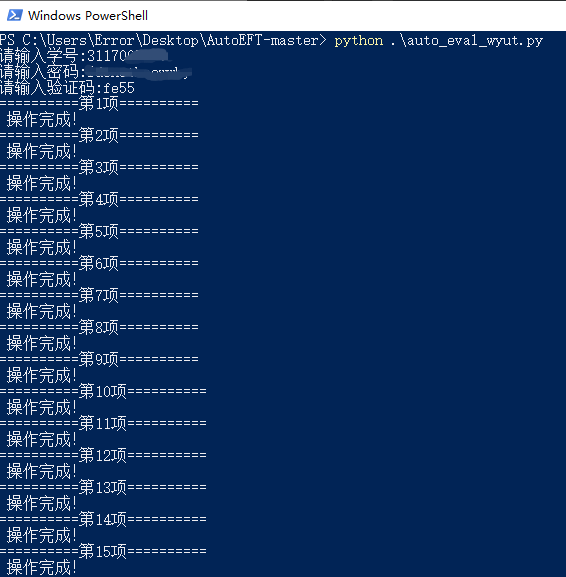 Windows PowerShell
PS C:\Users\Error\Desktop\AutoEFT-master> python .\auto_eval_wyut.py
请输入学号:31170
请输入密码:
请输入验证码:fe55
==========第1项==========
操作完成!
==========第2项==========
操作完成!
==========第3项==========
操作完成!
==========第4项==========
操作完成!
==========第5项==========
操作完成!
==========第6项==========
操作完成!
==========第7项==========
操作完成!
==========第8项==========
操作完成!
==========第9项==========
操作完成!
==========第10项==========
操作完成!
==========第11项==========
操作完成!
==========第12项==========
操作完成!
==========第13项==========
操作完成!
==========第14项==========
操作完成!
==========第15项==========
操作完成!